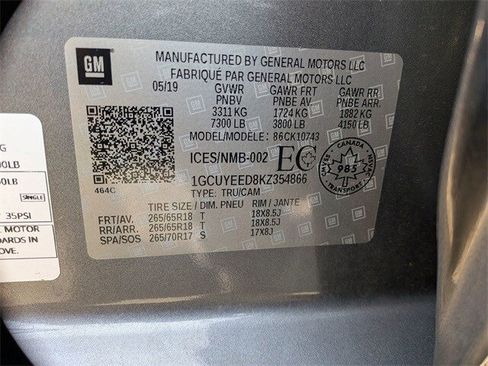 GM
MANUFACTURED BY GENERAL MOTORS LLC
FABRIQUÉ PAR GENERAL MOTORS LLC
05/19 GVWR GAWR FRT GAWR RR
PNBV PNBE AV PNBE ARR.
3311 KG 1724 KG 1882 KG
7300 LB 3800 LB 4150 LB
MODEL/MODELE: 86CK10743
ICES/NMB-002 EC
CANADA
985
TRANSPORT
464C
1GCUYEED8KZ354866
TYPE: TRU/CAM
TIRE SIZE / DIM. PNEU RIM / JANTE
FRT/AV. 265/65R18 T 18X8.5J
RR/ARR. 265/65R18 T 18X8.5J
SPA/SOS 265/70R17 S 17X8J
G
0LB
0LB
SINGLE
35PSI
MOTOR
ARDS IN
OVE.